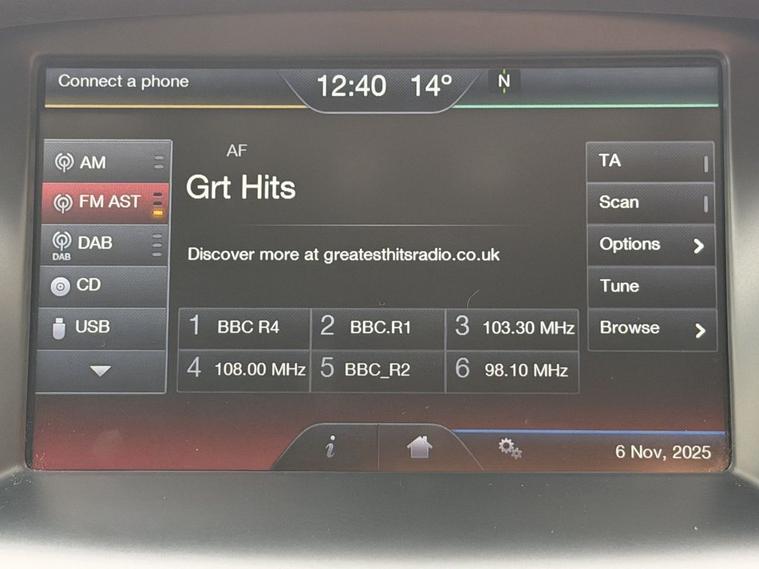 Connect a phone
12:40 14° N
AF
Grt Hits
Discover more at greatesthitsradio.co.uk
AM
FM AST
DAB
DAB
CD
USB
TA
Scan
Options
Tune
Browse
1 BBC R4 2 BBC.R1 3 103.30 MHz
4 108.00 MHz 5 BBC_R2 6 98.10 MHz
i
6 Nov, 2025